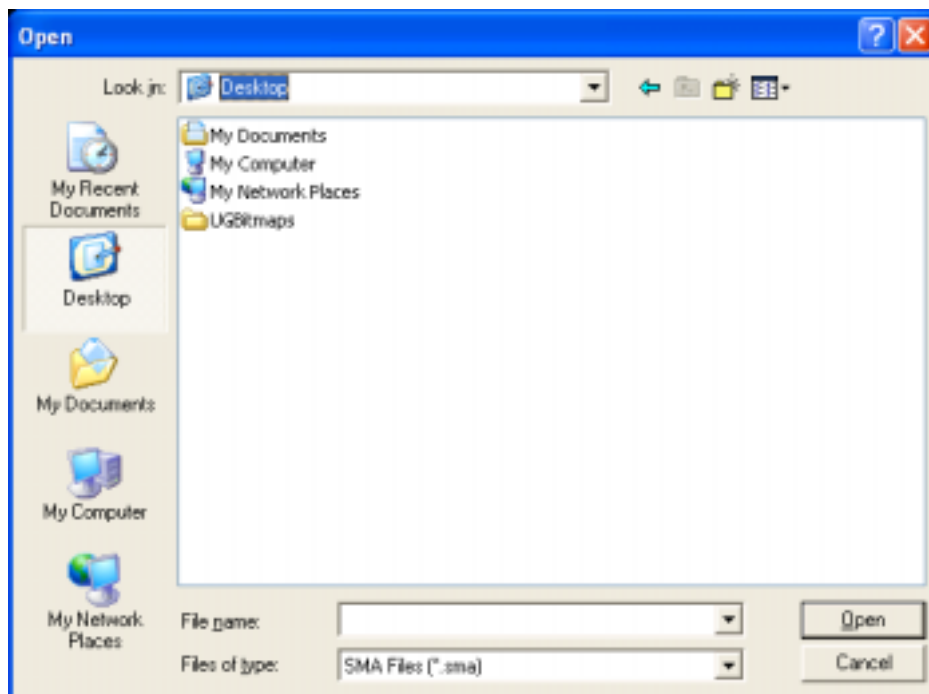 Open
Look in: Desktop
My Documents
My Computer
My Network Places
UGBitmaps
My Recent
Documents
Desktop
My Documents
My Computer
My Network
Places
File name:
Open
Files of type: SMA Files (*.sma)
Cancel